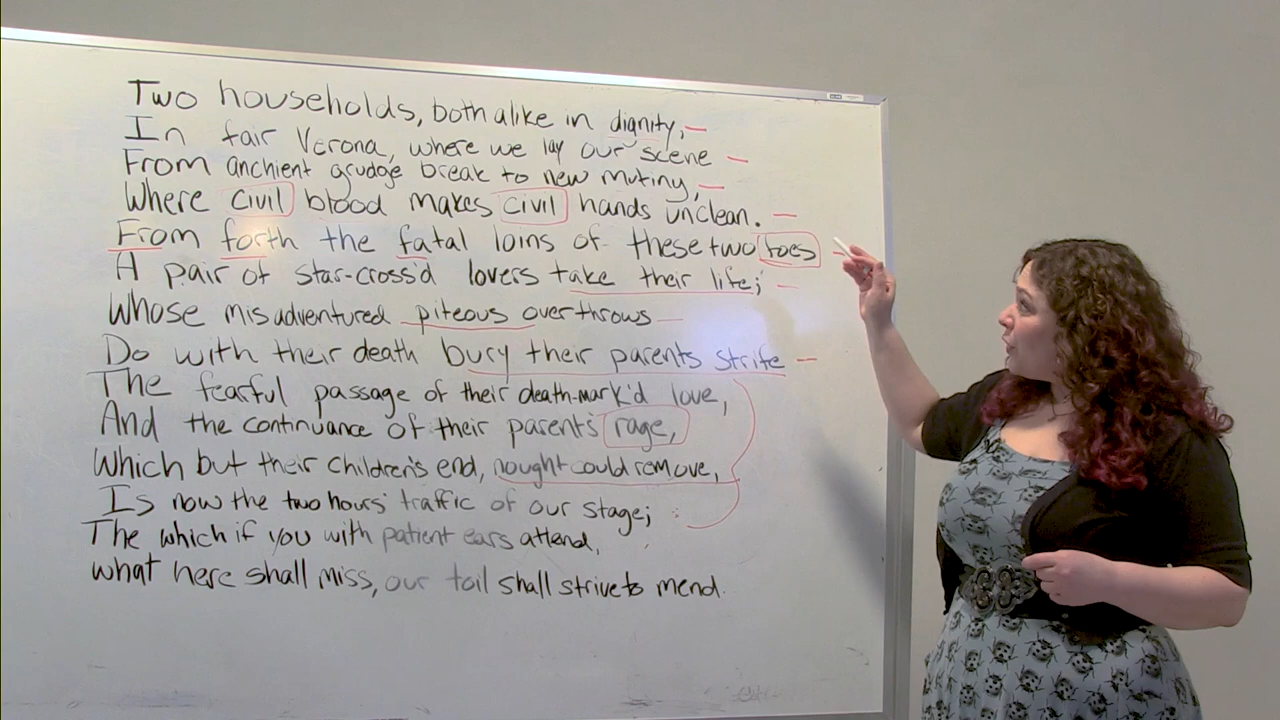 Two households, both alike in dignity,
In fair Verona, where we lay our scene
From anchient grudge break to new mutiny,
Where civil blood makes civil hands unclean.
From forth the fatal loins of these two foes
A pair of star-cross'd lovers take their life;
Whose misadventured piteous overthrows
Do with their death bury their parents strife
The fearful passage of their death-mark'd love,
And the continuance of their parents' rage,
Which but their children's end, nought could remove,
Is now the two hours' traffic of our stage;
The which if you with patient ears attend,
what here shall miss, our toil shall strive to mend.